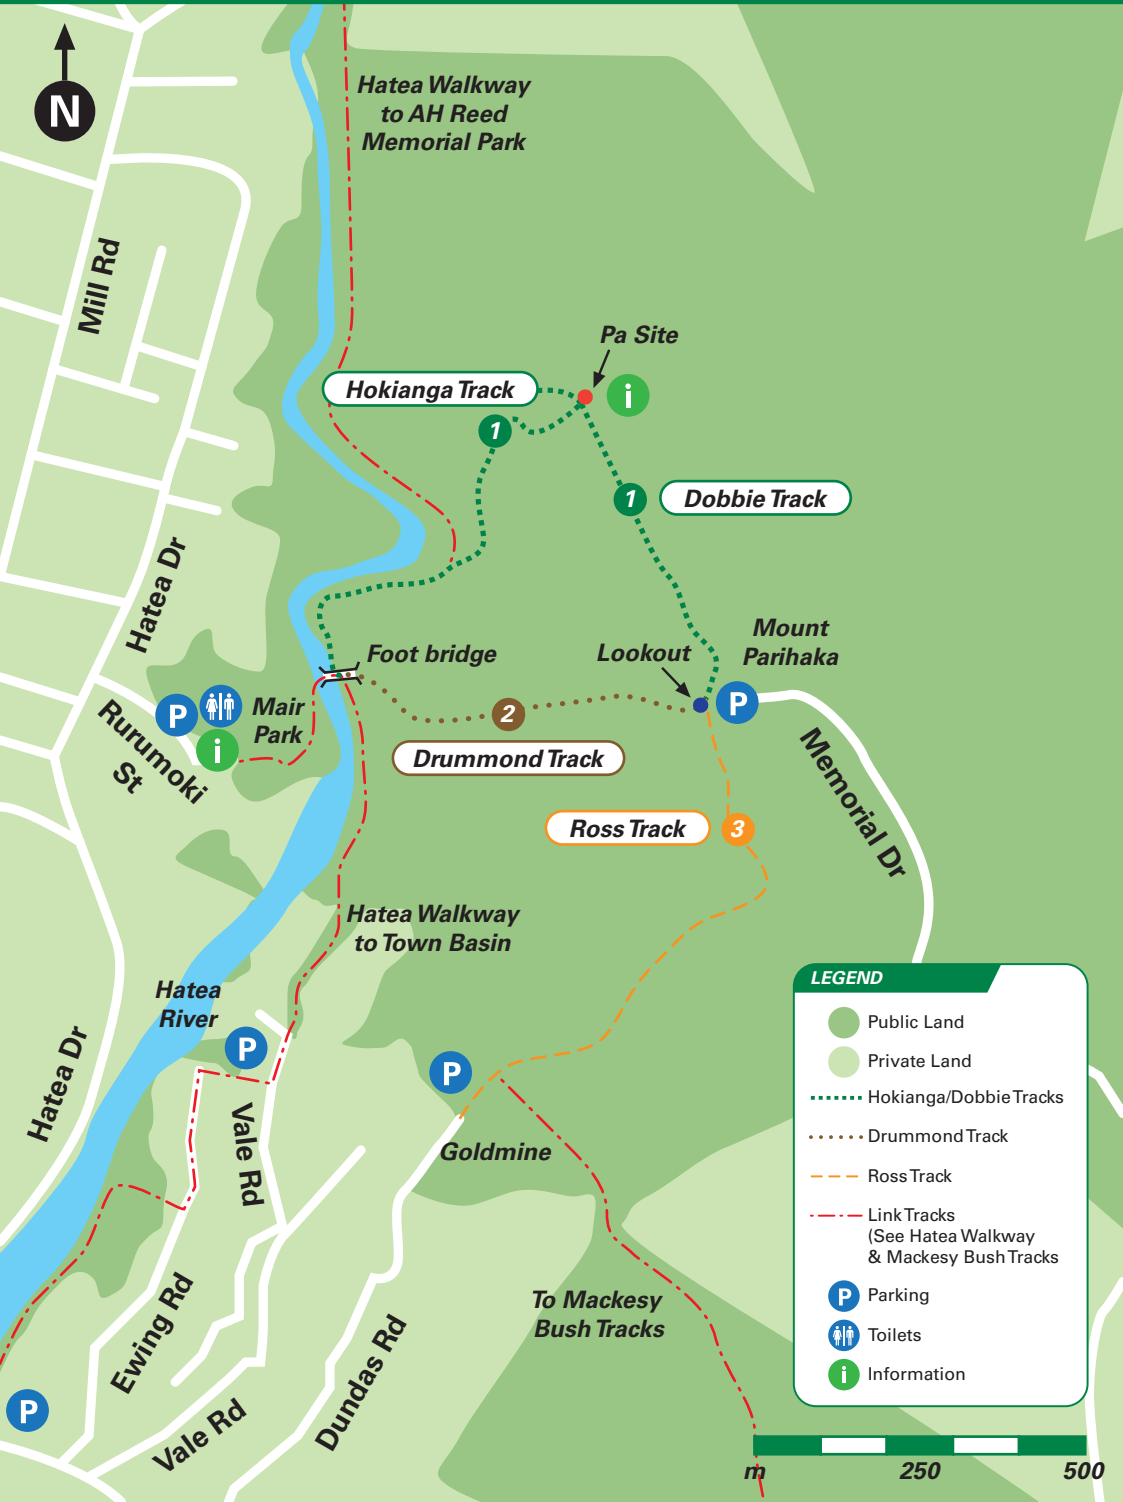 N
Hatea Walkway
to AH Reed
Memorial Park
Mill Rd
Pa Site
Hokianga Track
i
1
1
Dobbie Track
Hatea Dr
Mount
Parihaka
Foot bridge
Lookout
Mair
Park
P
i
Rurumoki
St
2
P
Drummond Track
Memorial Dr
Ross Track
3
Hatea Walkway
to Town Basin
Hatea
River
P
P
Hatea Dr
Vale Rd
Goldmine
Ewing Rd
To Mackesy
Bush Tracks
Dundas Rd
Vale Rd
P
LEGEND
Public Land
Private Land
Hokianga/Dobbie Tracks
Drummond Track
Ross Track
Link Tracks
(See Hatea Walkway
& Mackesy Bush Tracks
P Parking
Toilets
i Information
m 250 500